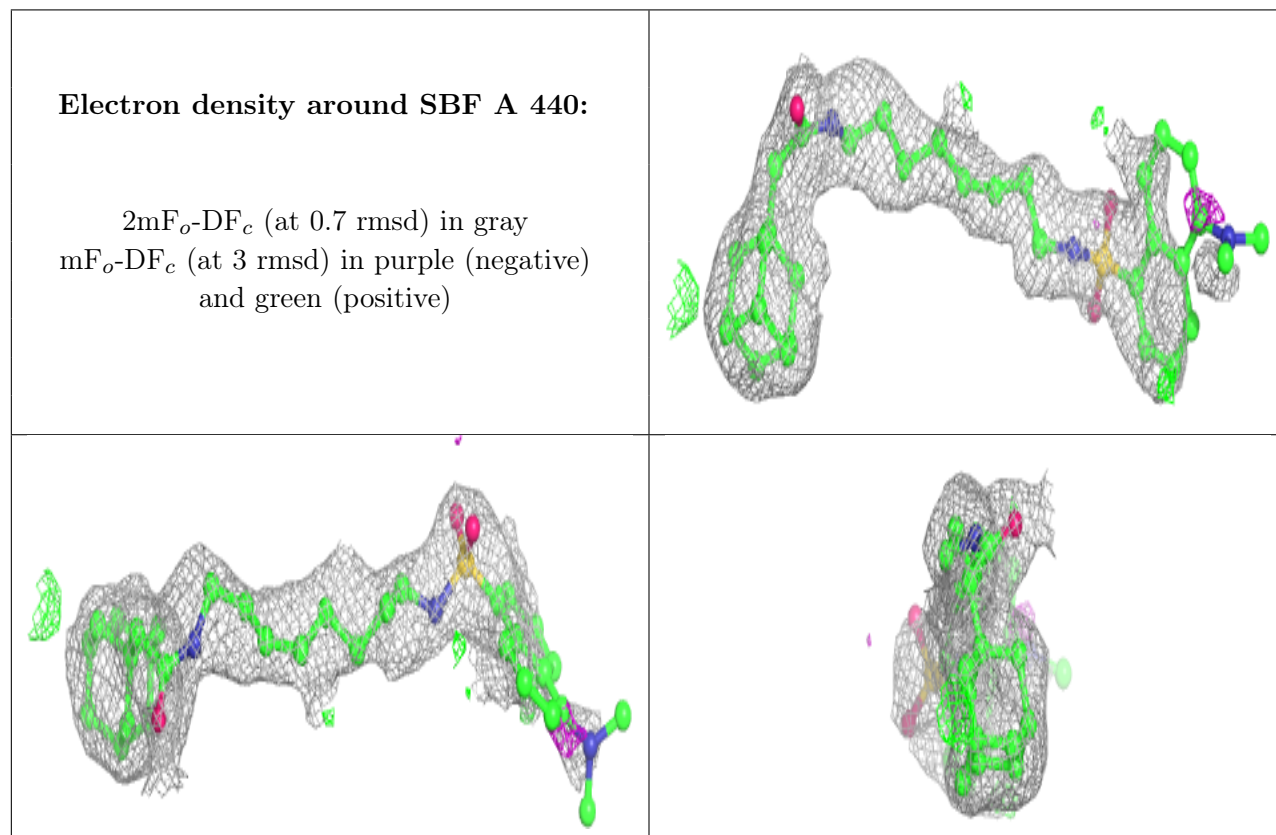 Electron density around SBF A 440:
2mFo-DFc (at 0.7 rmsd) in gray
mFo-DFc (at 3 rmsd) in purple (negative)
and green (positive)